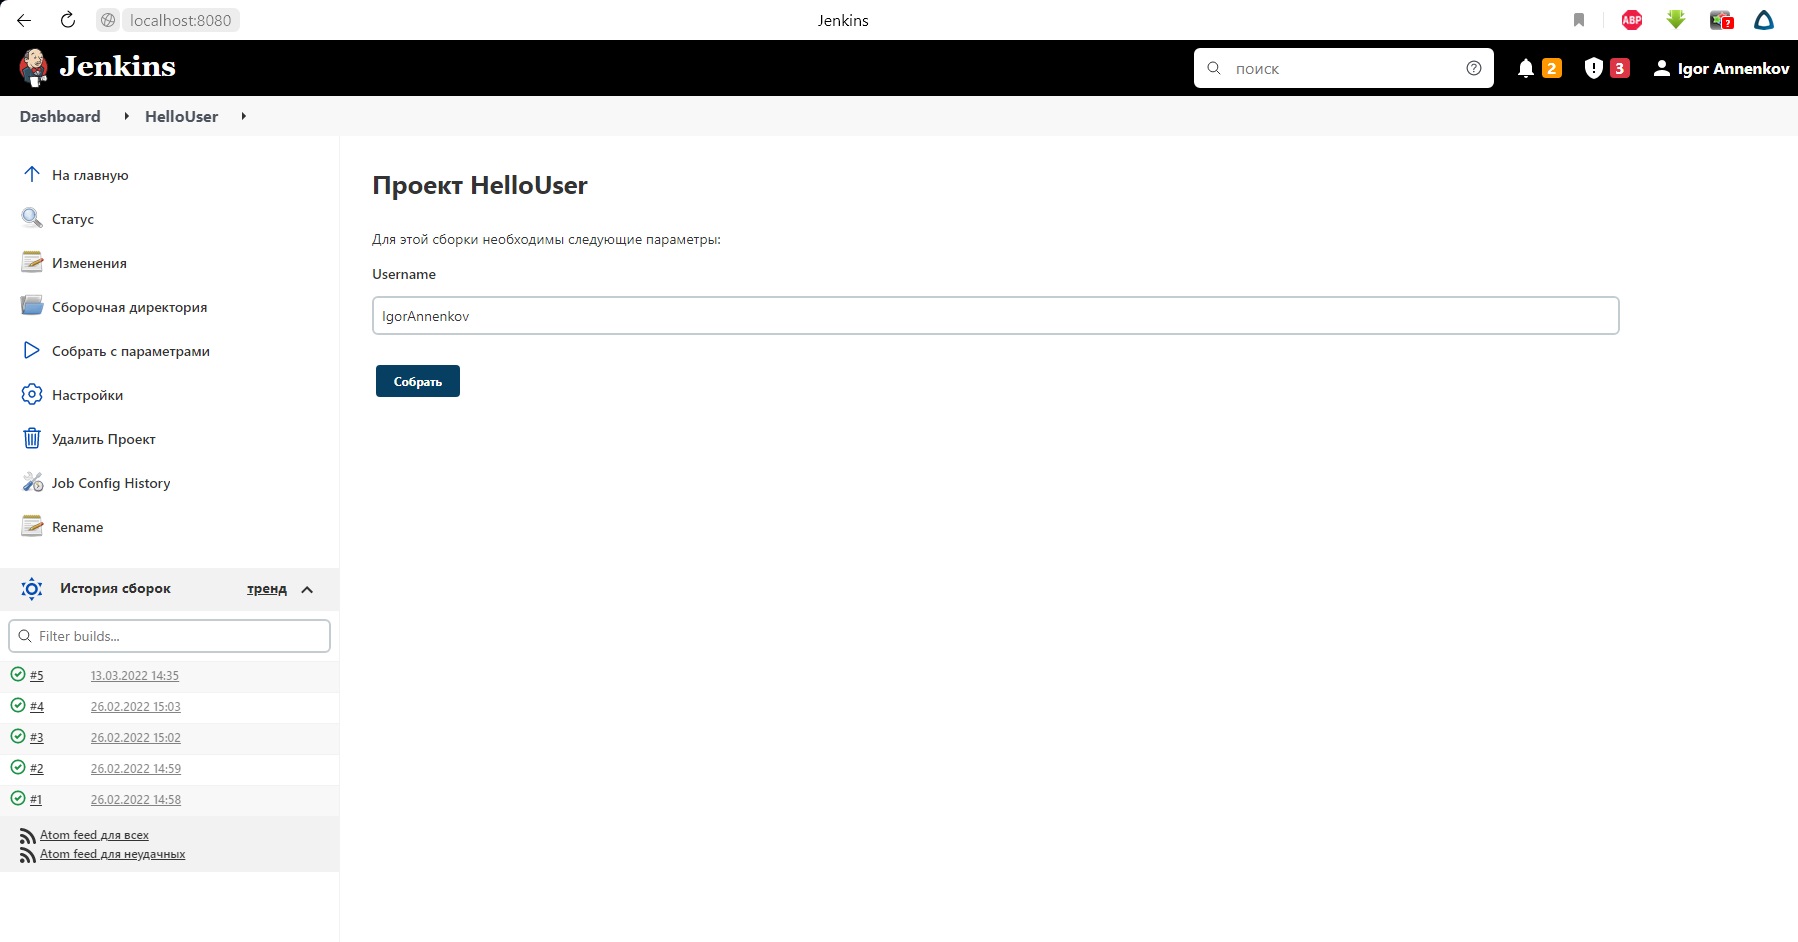 localhost:8080
Jenkins
ABP
?
Jenkins
поиск
2
3
Igor Annenkov
Dashboard
HelloUser
На главную
Статус
Изменения
Сборочная директория
Собрать с параметрами
Настройки
Удалить Проект
Job Config History
Rename
Проект HelloUser
Для этой сборки необходимы следующие параметры:
Username
IgorAnnenkov
Собрать
История сборок
тренд
Filter builds...
#5 13.03.2022 14:35
#4 26.02.2022 15:03
#3 26.02.2022 15:02
#2 26.02.2022 14:59
#1 26.02.2022 14:58
Atom feed для всех
Atom feed для неудачных